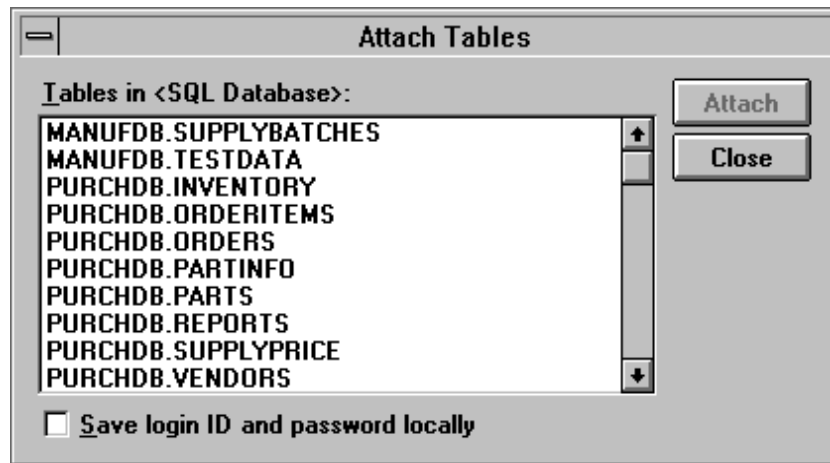 Attach Tables
Tables in <SQL Database>:
MANUFDB.SUPPLYBATCHES
MANUFDB.TESTDATA
PURCHDB.INVENTORY
PURCHDB.ORDERITEMS
PURCHDB.ORDERS
PURCHDB.PARTINFO
PURCHDB.PARTS
PURCHDB.REPORTS
PURCHDB.SUPPLYPRICE
PURCHDB.VENDORS
Attach
Close
Save login ID and password locally